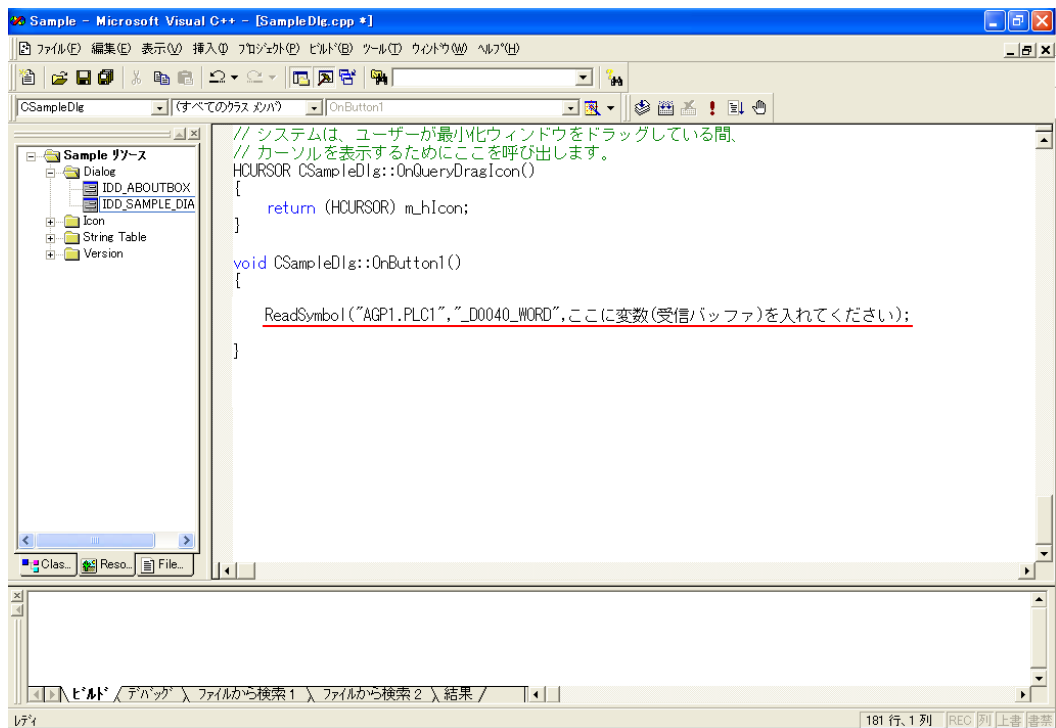 Sample - Microsoft Visual C++ - [SampleDlg.cpp *]
ファイル(F) 編集(E) 表示(V) 挿入(I) プロジェクト(P) ビルド(B) ツール(T) ウィンドウ(W) ヘルプ(H)
CSampleDlg (すべてのクラス メンバ) OnButton1
Sample リソース
Dialog
IDD_ABOUTBOX
IDD_SAMPLE_DIA
Icon
String Table
Version
Clas... Reso... File...
// システムは、ユーザーが最小化ウィンドウをドラッグしている間、
// カーソルを表示するためにここを呼び出します。
HCURSOR CSampleDlg::OnQueryDragIcon()
{
return (HCURSOR) m_hIcon;
}
void CSampleDlg::OnButton1()
{
ReadSymbol("AGP1.PLC1","_D0040_WORD",ここに変数(受信バッファ)を入れてください);
}
ビルド デバッグ ファイルから検索1 ファイルから検索2 結果
レディ 181 行、1 列 REC 列 上書 書禁